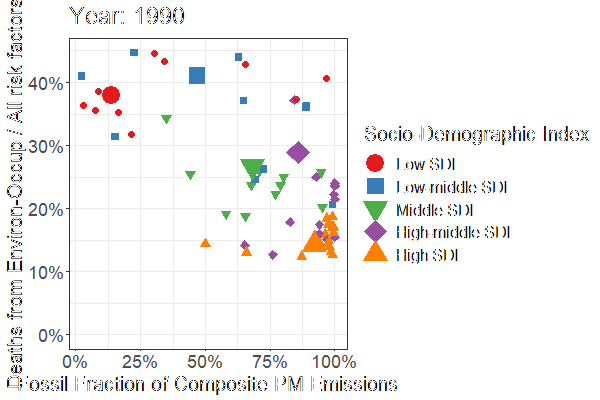 Year: 1990
Deaths from Environ-Occup / All risk factors
40%
30%
20%
10%
0%
0%
25%
50%
75%
100%
Fossil Fraction of Composite PM Emissions
Socio-Demographic Index
Low SDI
Low-middle SDI
Middle SDI
High-middle SDI
High SDI